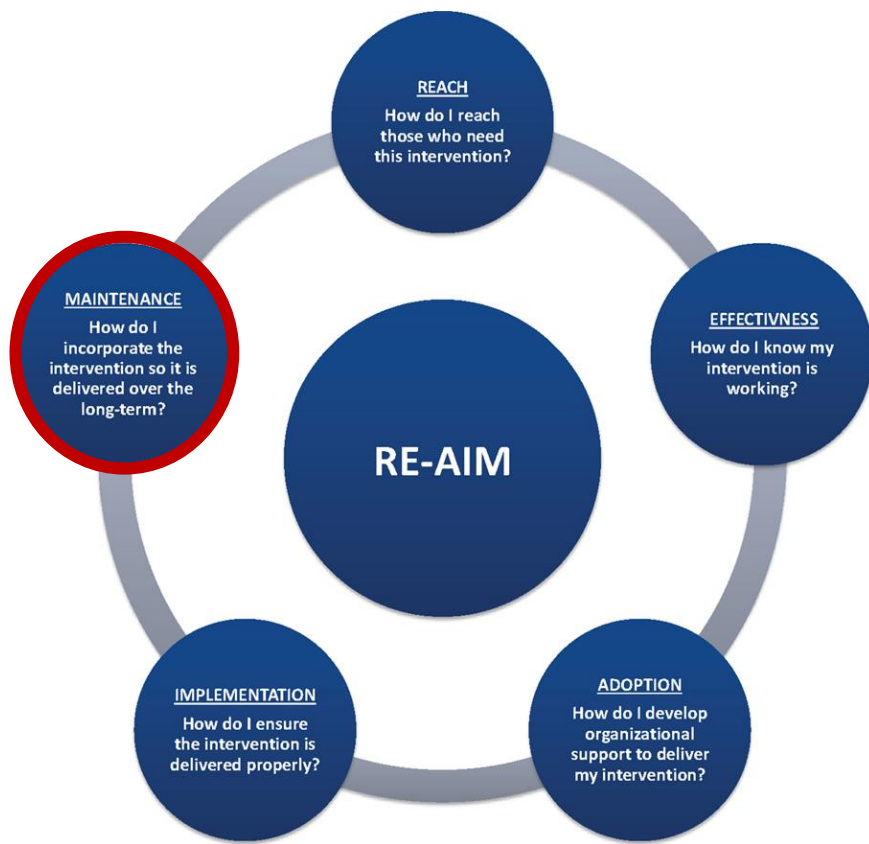 REACH
How do I reach
those who need
this intervention?
MAINTENANCE
How do I
incorporate the
intervention so it is
delivered over the
long-term?
EFFECTIVNESS
How do I know my
intervention is
working?
RE-AIM
IMPLEMENTATION
How do I ensure
the intervention is
delivered properly?
ADOPTION
How do I develop
organizational
support to deliver
my intervention?